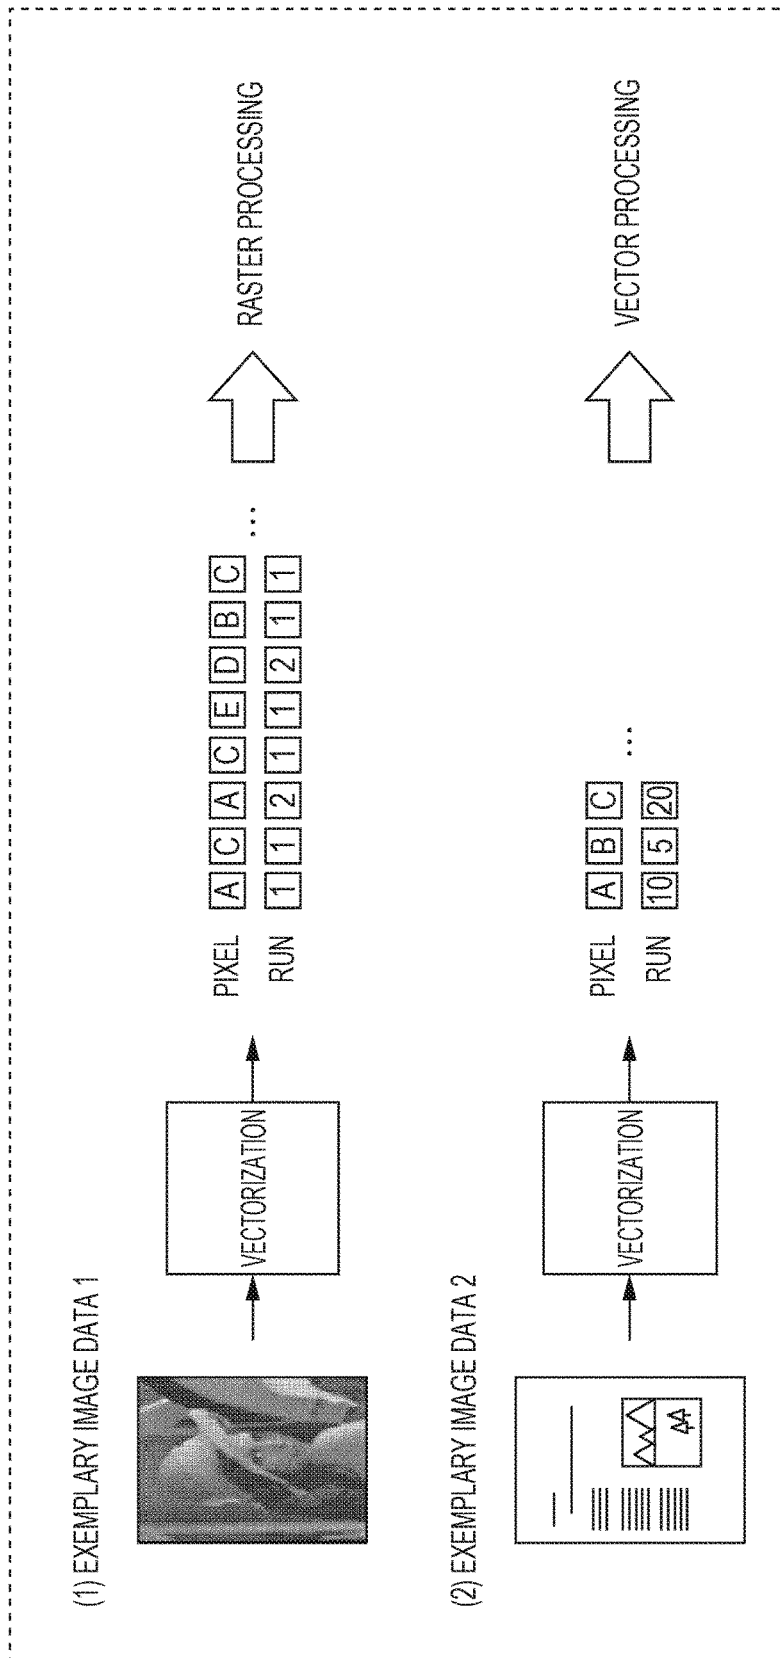 (1) EXEMPLARY IMAGE DATA 1
VECTORIZATION
PIXEL A C A C E D B C ...
RUN 1 1 2 1 1 2 1 1
RASTER PROCESSING
(2) EXEMPLARY IMAGE DATA 2
VECTORIZATION
PIXEL A B C ...
RUN 10 5 20
VECTOR PROCESSING